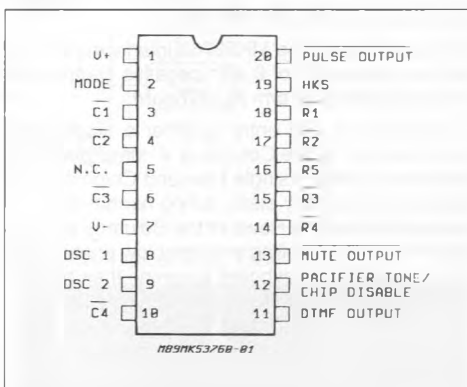 V+ 1 20 PULSE OUTPUT
MODE 2 19 HKS
C1 3 18 R1
C2 4 17 R2
N.C. 5 16 R5
C3 6 15 R3
V- 7 14 R4
OSC 1 8 13 MUTE OUTPUT
OSC 2 9 12 PACIFIER TONE/
CHIP DISABLE
C4 10 11 DTMF OUTPUT
M89MK53760-01